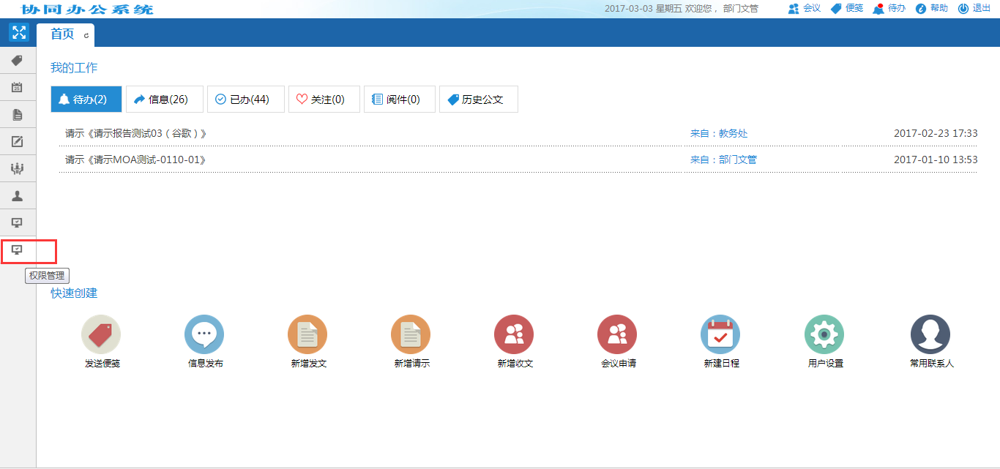 协同办公系统
2017-03-03 星期五 欢迎您， 部门文管 会议 便笺 待办 帮助 退出
首页
我的工作
待办(2) 信息(26) 已办(44) 关注(0) 阅件(0) 历史公文
请示《请示报告测试03（谷歌）》 来自：教务处 2017-02-23 17:33
请示《请示MOA测试-0110-01》 来自：部门文管 2017-01-10 13:53
权限管理
快速创建
发送便笺 信息发布 新增发文 新增请示 新增收文 会议申请 新建日程 用户设置 常用联系人